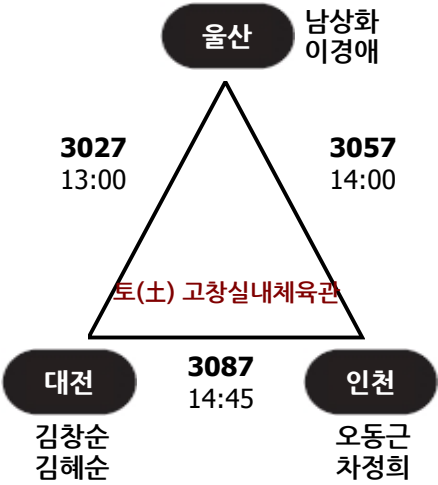 울산
남상화
이경애
3027
13:00
3057
14:00
토(土) 고창실내체육관
대전
3087
14:45
인천
김창순
김혜순
오동근
차정희